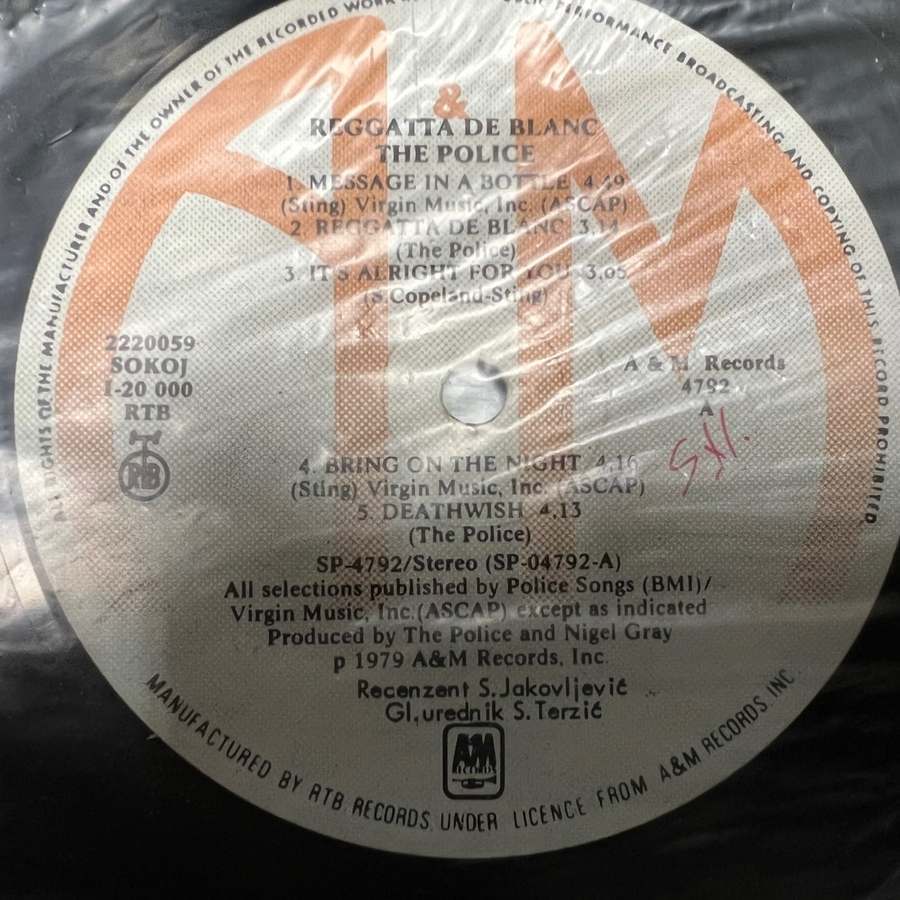 ALL RIGHTS OF THE MANUFACTURER AND OF THE OWNER OF THE RECORDED WORK PERFORMANCE BROADCASTING AND COPYING OF THIS RECORD PROHIBITED
&
REGGATTA DE BLANC
THE POLICE
1. MESSAGE IN A BOTTLE 4.49
(Sting) Virgin Music, Inc. (ASCAP)
2. REGGATTA DE BLANC 3.14
(The Police)
3. IT'S ALRIGHT FOR YOU 3.05
(S.Copeland-Sting)
2220059
SOKOJ
I-20 000
RTB
RTB
A & M Records
4792
A
4. BRING ON THE NIGHT 4.16
(Sting) Virgin Music, Inc. (ASCAP)
5. DEATHWISH 4.13
(The Police)
SP-4792/Stereo (SP-04792-A)
All selections published by Police Songs (BMI)/
Virgin Music, Inc.(ASCAP) except as indicated
Produced by The Police and Nigel Gray
p 1979 A&M Records, Inc.
Recenzent S.Jakovljević
Gl,urednik S.Terzić
A&M
RECORDS
MANUFACTURED BY RTB RECORDS UNDER LICENCE FROM A&M RECORDS INC.